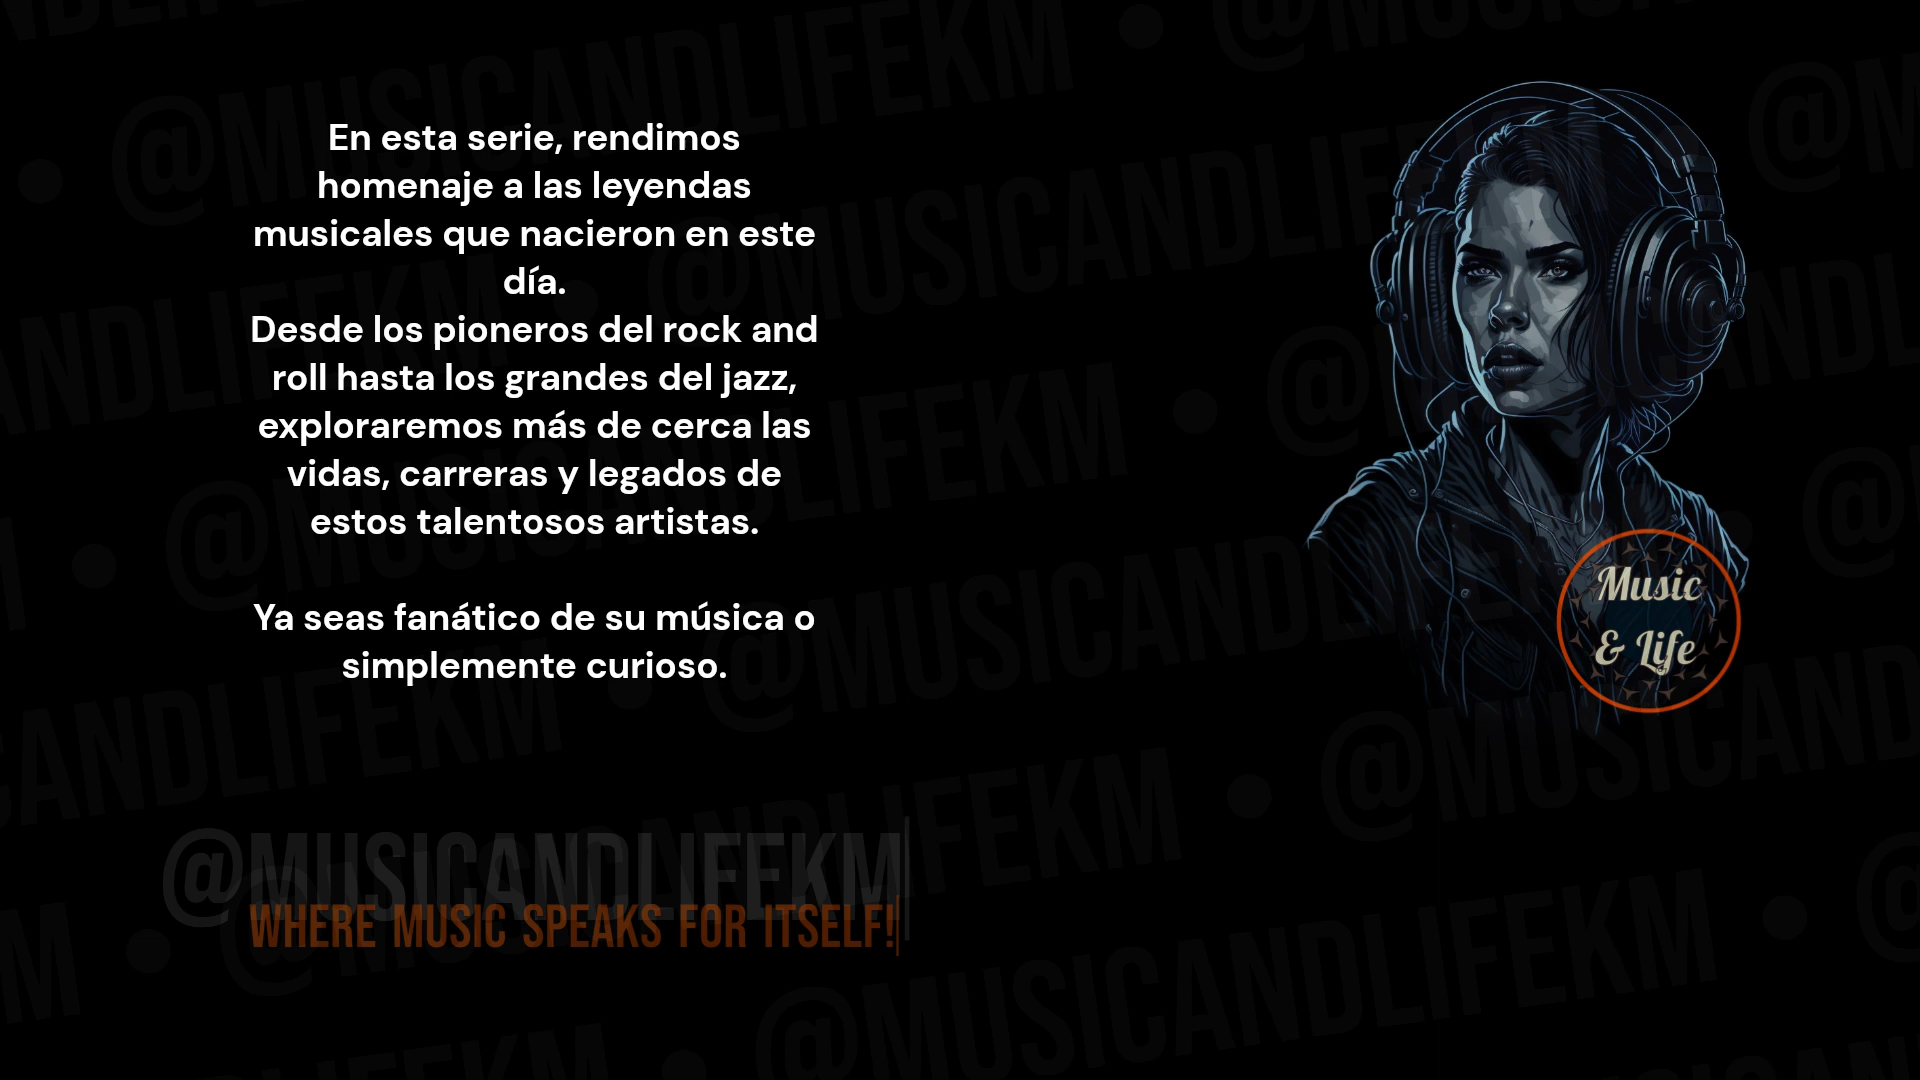 En esta serie, rendimos
homenaje a las leyendas
musicales que nacieron en este
día.
Desde los pioneros del rock and
roll hasta los grandes del jazz,
exploraremos más de cerca las
vidas, carreras y legados de
estos talentosos artistas.
Ya seas fanático de su música o
simplemente curioso.
Music
& Life
@MUSICANDLIFEKM
WHERE MUSIC SPEAKS FOR ITSELF!